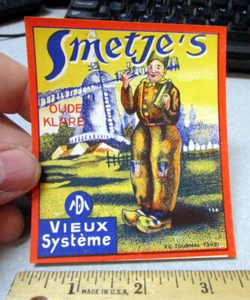 Smetje's
OUDE
KLARE
VIEUX
Système
MADE IN U.S.A.
1
2
3